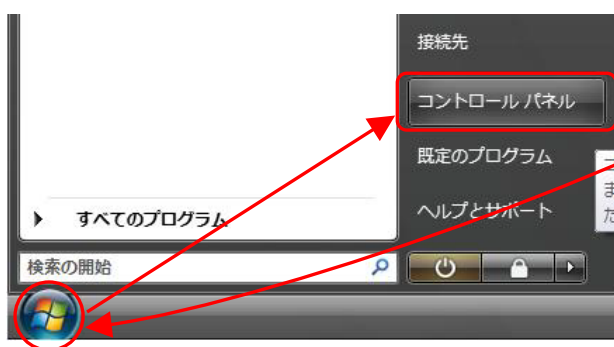 接続先
コントロール パネル
既定のプログラム
ヘルプとサポート
すべてのプログラム
検索の開始